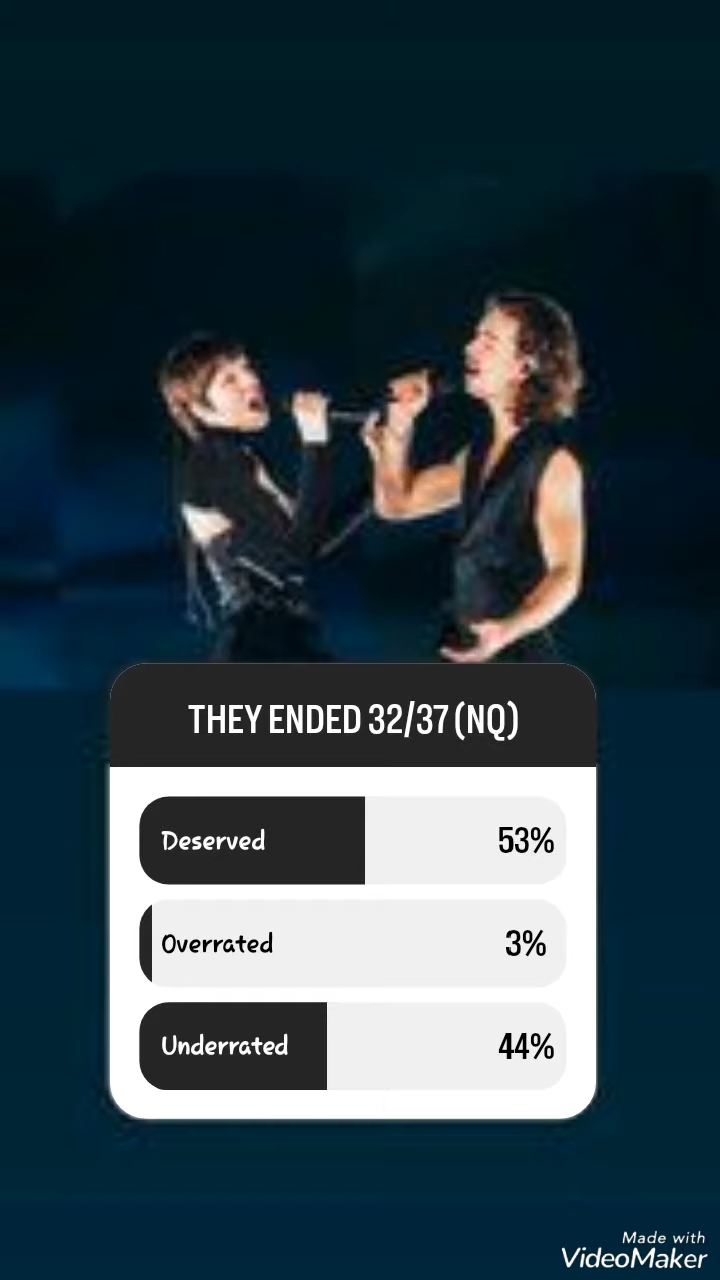 THEY ENDED 32/37 (NQ)
Deserved 53%
Overrated 3%
Underrated 44%
Made with
VideoMaker